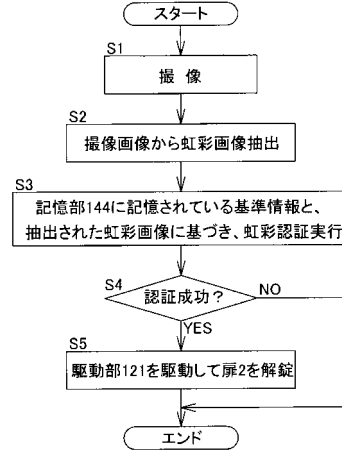 スタート
S1
撮 像
S2
撮像画像から虹彩画像抽出
S3
記憶部144に記憶されている基準情報と、
抽出された虹彩画像に基づき、虹彩認証実行
S4
認証成功？
NO
YES
S5
駆動部121を駆動して扉2を解錠
エンド